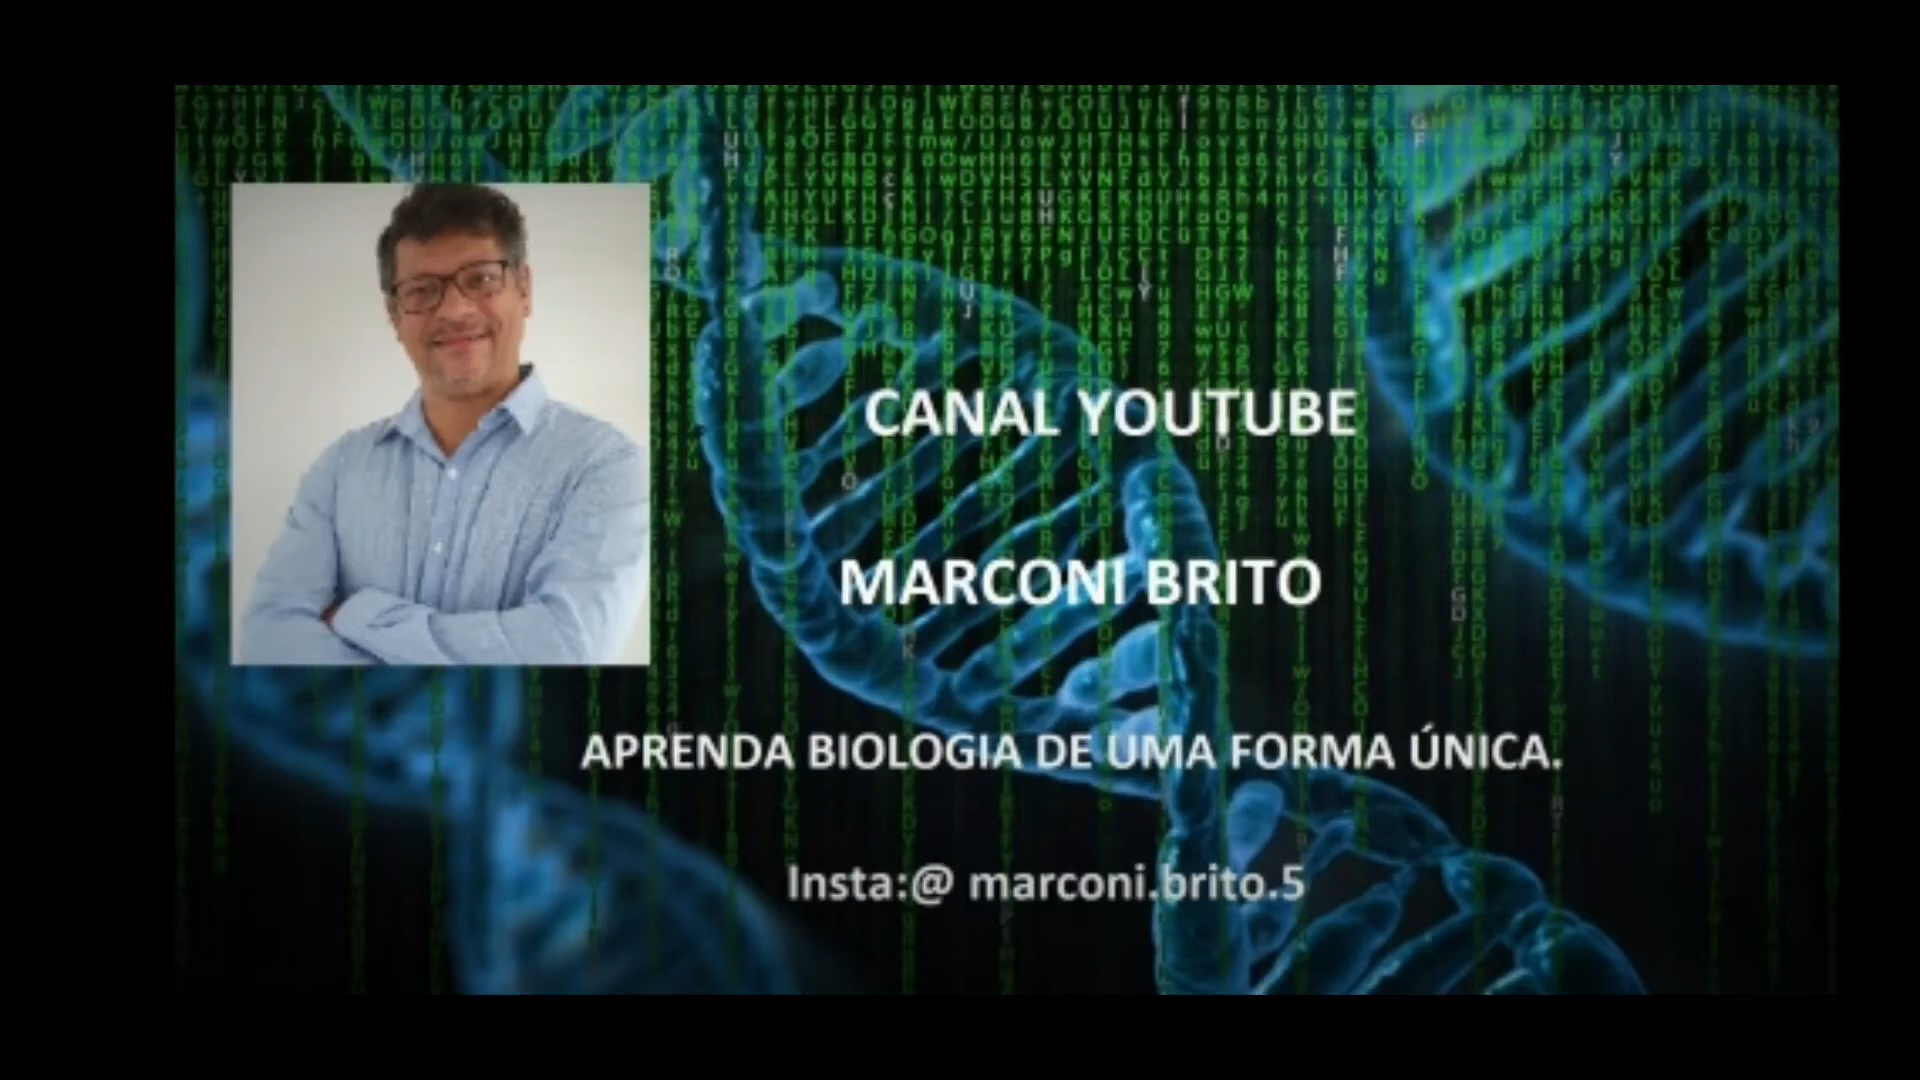 CANAL YOUTUBE
MARCONI BRITO
APRENDA BIOLOGIA DE UMA FORMA ÚNICA.
Insta:@ marconi.brito.5